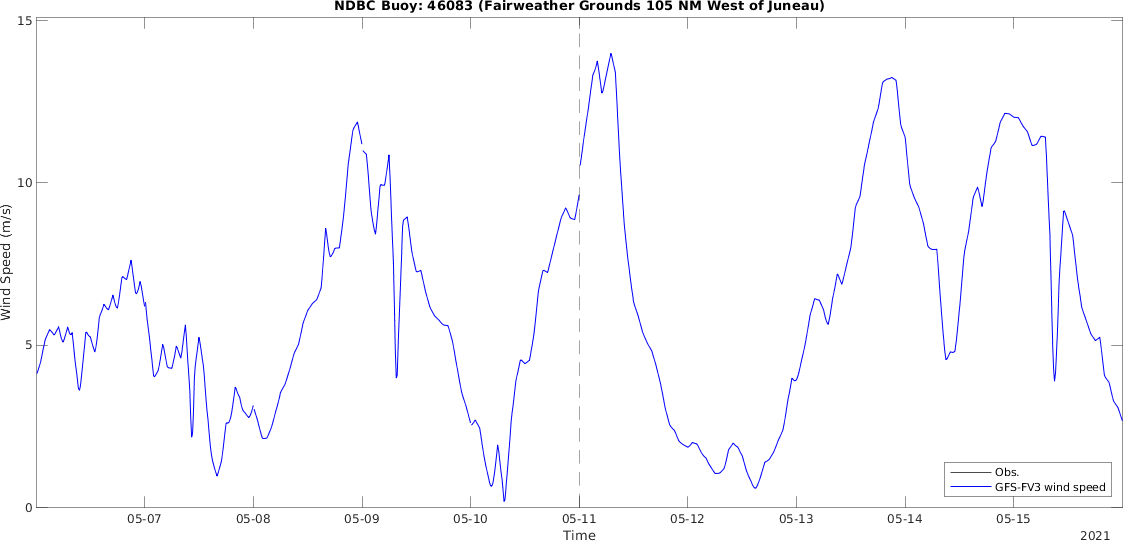 NDBC Buoy: 46083 (Fairweather Grounds 105 NM West of Juneau)
15
10
5
0
Wind Speed (m/s)
05-07 05-08 05-09 05-10 05-11 05-12 05-13 05-14 05-15
Time
2021
Obs.
GFS-FV3 wind speed